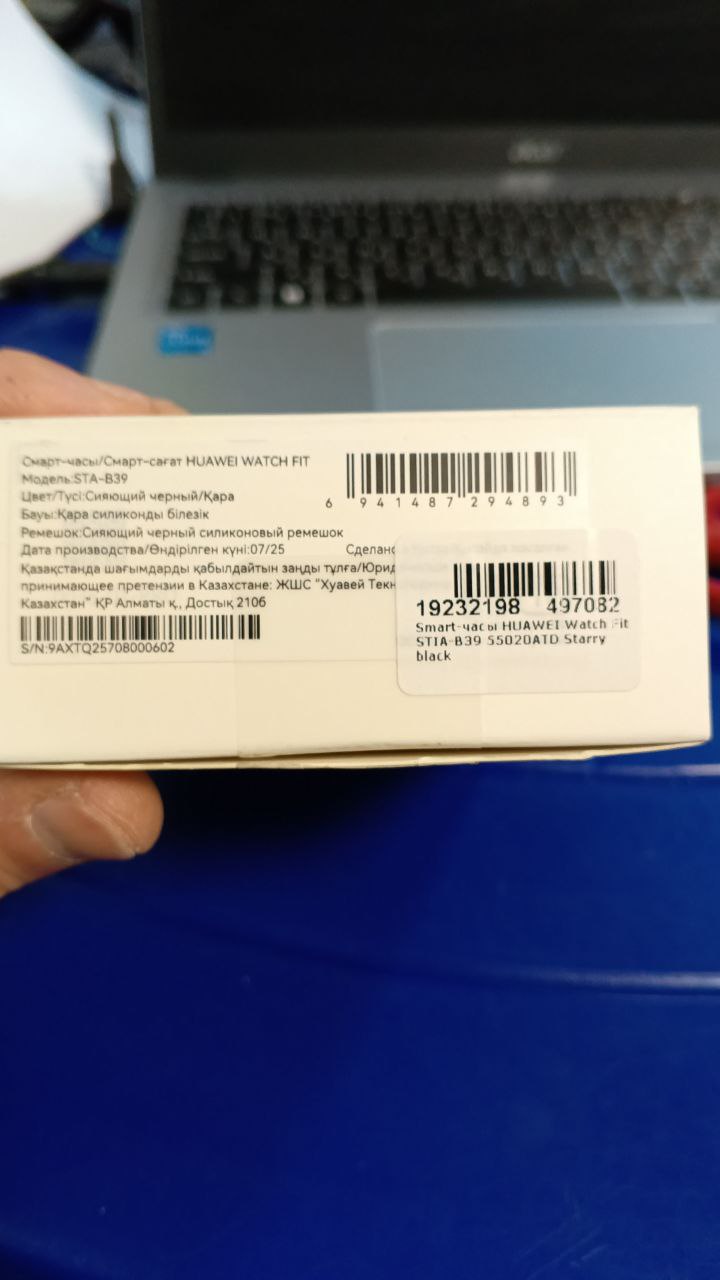 acer
Смарт-часы/Смарт-сағат HUAWEI WATCH FIT
Модель:STA-B39
Цвет/Түсі:Сияющий черный/Қара
Бауы:Қара силиконды білезік
Ремешок:Сияющий черный силиконовый ремешок
Дата производства/Өндірілген күні:07/25 Сделано
Қазақстанда шағымдарды қабылдайтын заңды тұлға/Юрид
принимающее претензии в Казахстане: ЖШС "Хуавей Техн
Казахстан" ҚР Алматы қ., Достық 210б
S/N:9AXTQ25708000602
6 941487 294893
19232198 497082
Smart-часы HUAWEI Watch Fit
STIA-B39 55020ATD Starry
black